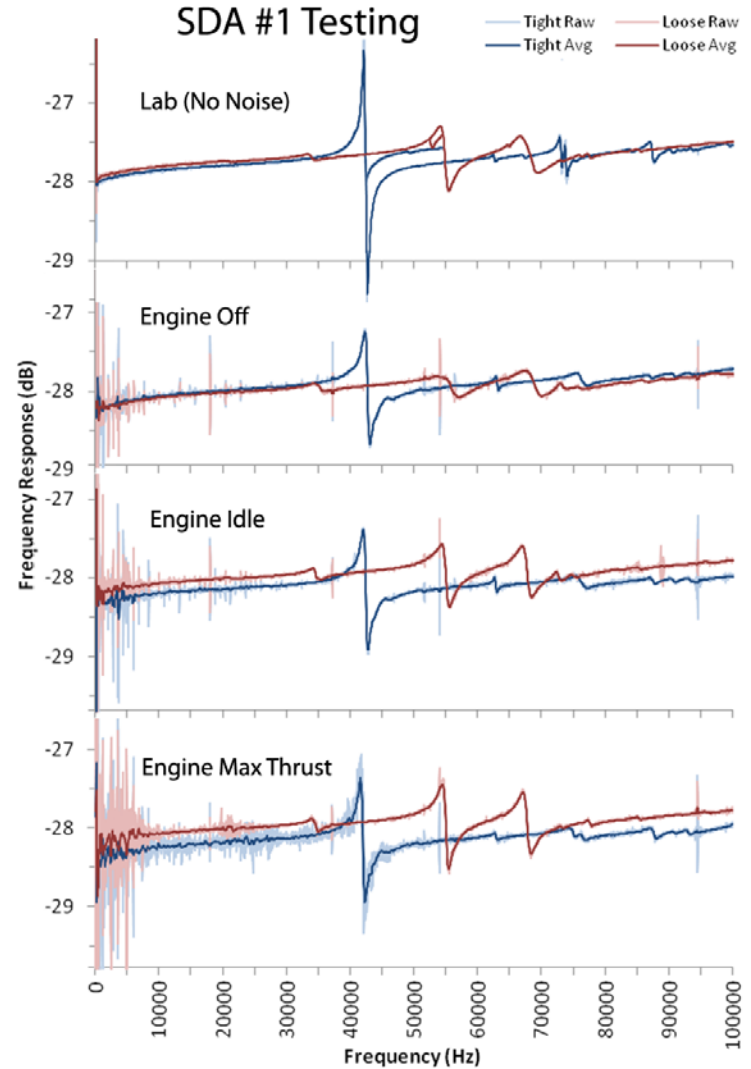 SDA #1 Testing
Tight Raw
Loose Raw
Tight Avg
Loose Avg
Lab (No Noise)
-27
-28
-29
Engine Off
-27
-28
-29
Engine Idle
-27
-28
-29
Engine Max Thrust
-27
-28
-29
Frequency Response (dB)
0
10000
20000
30000
40000
50000
60000
70000
80000
90000
100000
Frequency (Hz)